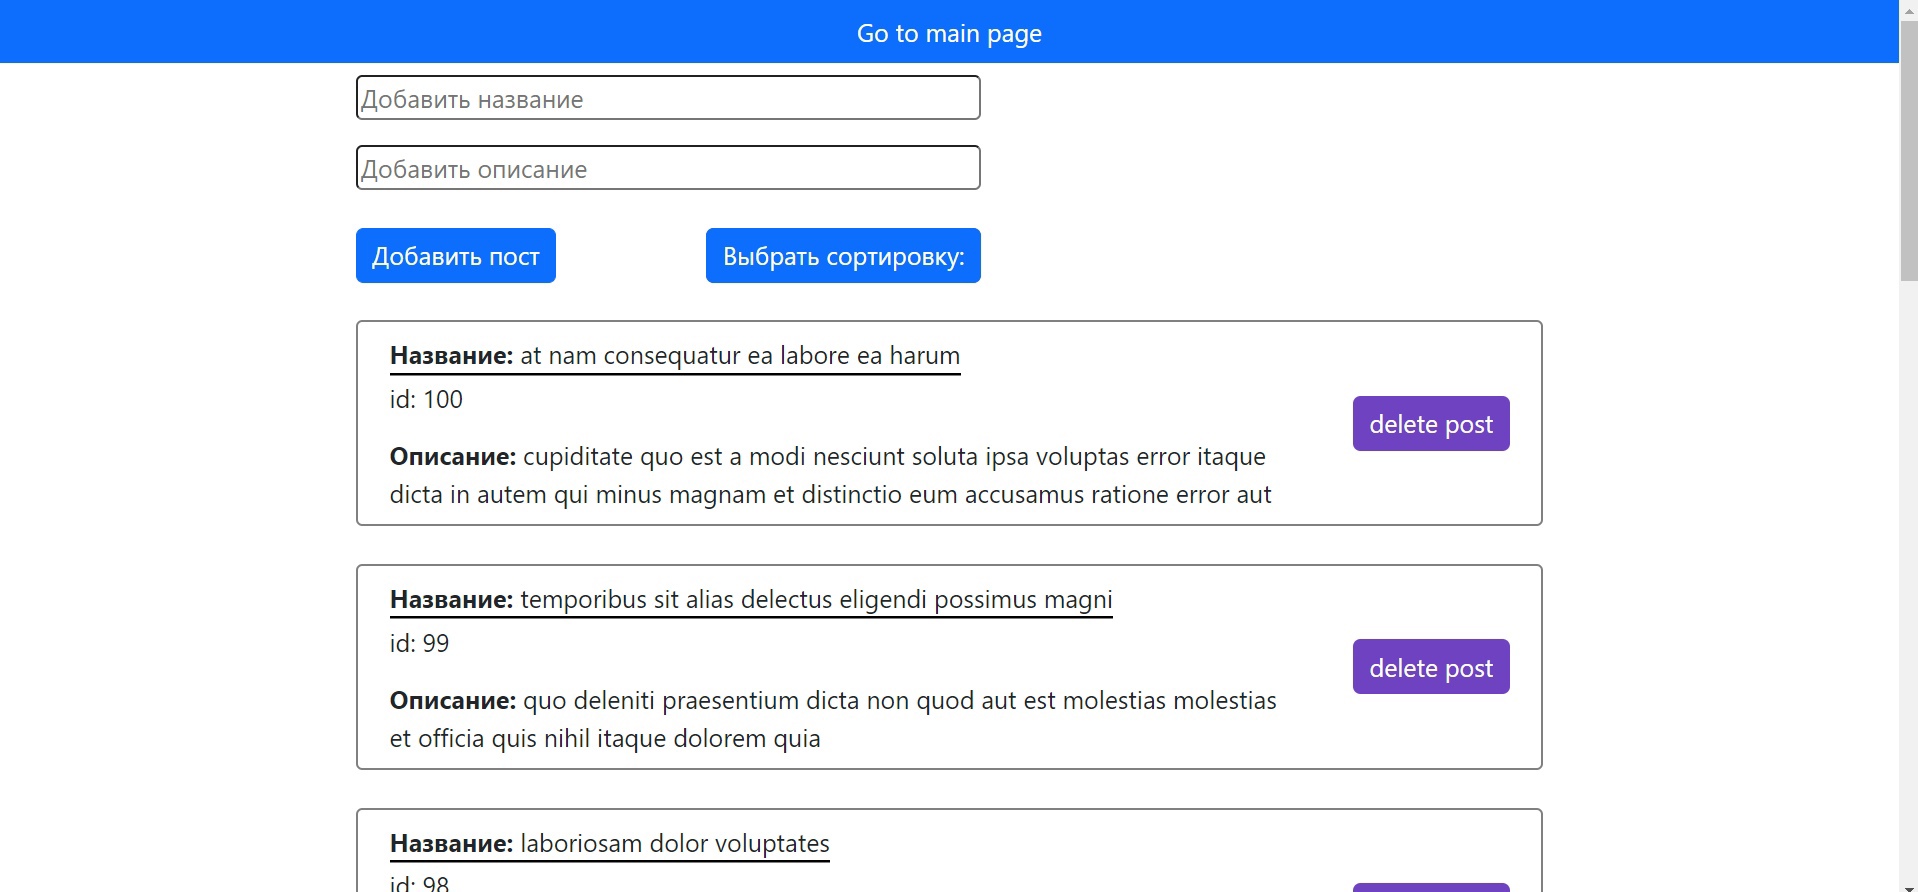 Go to main page
Добавить название
Добавить описание
Добавить пост
Выбрать сортировку:
Название: at nam consequatur ea labore ea harum
id: 100
delete post
Описание: cupiditate quo est a modi nesciunt soluta ipsa voluptas error itaque
dicta in autem qui minus magnam et distinctio eum accusamus ratione error aut
Название: temporibus sit alias delectus eligendi possimus magni
id: 99
delete post
Описание: quo deleniti praesentium dicta non quod aut est molestias molestias
et officia quis nihil itaque dolorem quia
Название: laboriosam dolor voluptates
id: 98